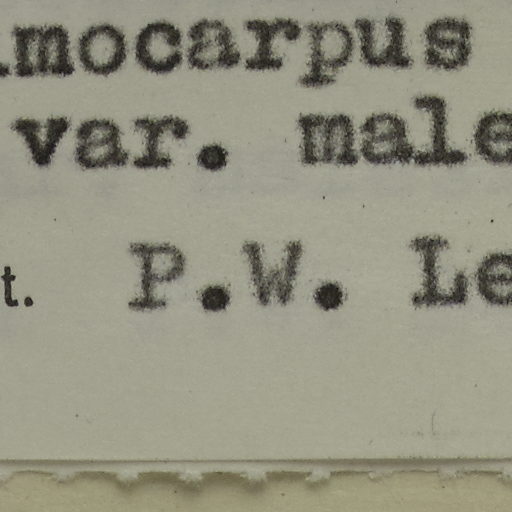 mocarpus
var. male
t. P.W. Le